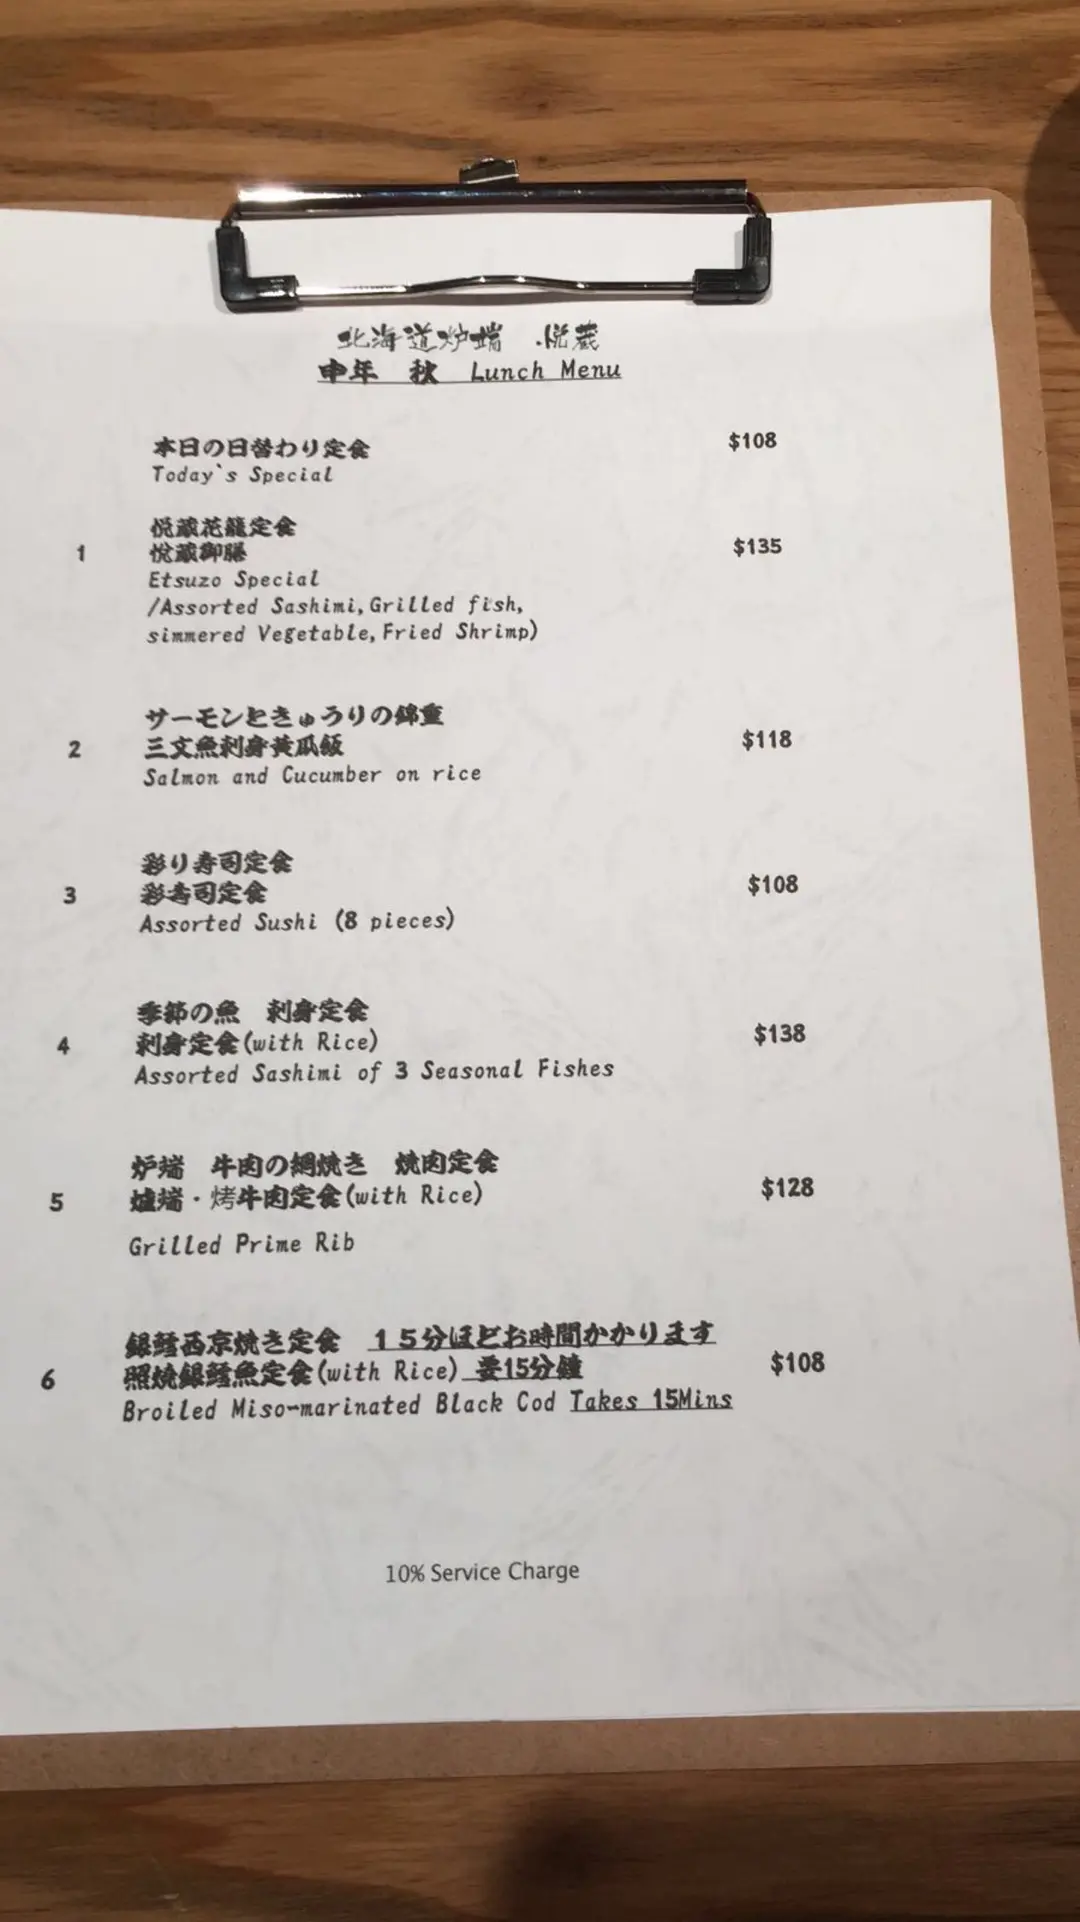 北海道炉端　悦蔵
申年　秋　Lunch Menu
本日の日替わり定食
$108
Today`s Special
悦蔵花籠定食
1
悦蔵御膳
$135
Etsuzo Special
/Assorted Sashimi,Grilled fish,
simmered Vegetable,Fried Shrimp)
サーモンときゅうりの錦重
2
三文魚刺身黃瓜飯
$118
Salmon and Cucumber on rice
彩り寿司定食
3
彩壽司定食
$108
Assorted Sushi (8 pieces)
季節の魚　刺身定食
4
刺身定食(with Rice)
$138
Assorted Sashimi of 3 Seasonal Fishes
炉端　牛肉の網焼き　焼肉定食
5
爐端・烤牛肉定食(with Rice)
$128
Grilled Prime Rib
銀鱈西京焼き定食　１５分ほどお時間かかります
6
照燒銀鱈魚定食(with Rice) 要15分鐘
$108
Broiled Miso-marinated Black Cod Takes 15Mins
10% Service Charge